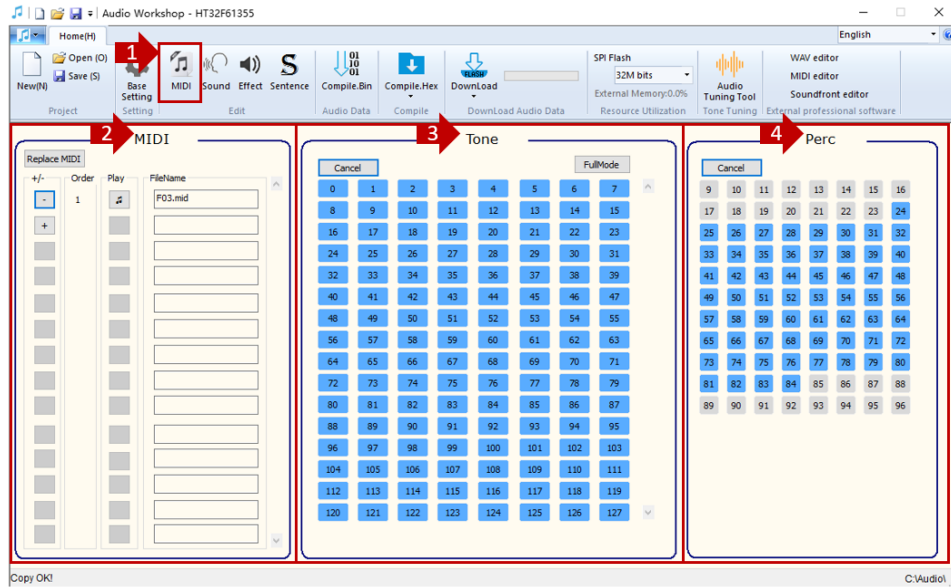 Audio Workshop - HT32F61355
Home(H)
English
New(N)
Open (O)
Save (S)
Project
1
Base
Setting
Setting
MIDI
Sound
Effect
Sentence
Edit
Compile.Bin
Audio Data
Compile.Hex
Compile
FLASH
DownLoad
DownLoad Audio Data
SPI Flash
32M bits
External Memory:0.0%
Resource Utilization
Audio
Tuning Tool
Tone Tuning
WAV editor
MIDI editor
Soundfront editor
External professional software
2
MIDI
Replace MIDI
+/- Order Play FileName
- 1 F03.mid
+
3
Tone
Cancel FullMode
0 1 2 3 4 5 6 7
8 9 10 11 12 13 14 15
16 17 18 19 20 21 22 23
24 25 26 27 28 29 30 31
32 33 34 35 36 37 38 39
40 41 42 43 44 45 46 47
48 49 50 51 52 53 54 55
56 57 58 59 60 61 62 63
64 65 66 67 68 69 70 71
72 73 74 75 76 77 78 79
80 81 82 83 84 85 86 87
88 89 90 91 92 93 94 95
96 97 98 99 100 101 102 103
104 105 106 107 108 109 110 111
112 113 114 115 116 117 118 119
120 121 122 123 124 125 126 127
4
Perc
Cancel
9 10 11 12 13 14 15 16
17 18 19 20 21 22 23 24
25 26 27 28 29 30 31 32
33 34 35 36 37 38 39 40
41 42 43 44 45 46 47 48
49 50 51 52 53 54 55 56
57 58 59 60 61 62 63 64
65 66 67 68 69 70 71 72
73 74 75 76 77 78 79 80
81 82 83 84 85 86 87 88
89 90 91 92 93 94 95 96
Copy OK!
C:\Audio\